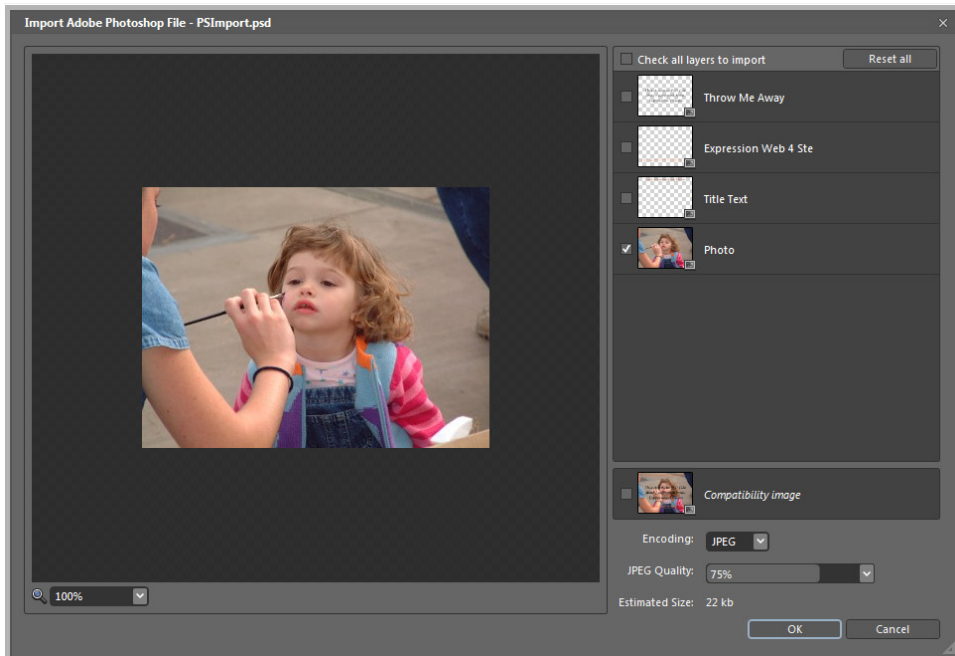 Import Adobe Photoshop File - PSImport.psd
Check all layers to import
Reset all
Throw Me Away
Expression Web 4 Ste
Title Text
Photo
Compatibility image
Encoding: JPEG
JPEG Quality: 75%
Estimated Size: 22 kb
100%
OK
Cancel